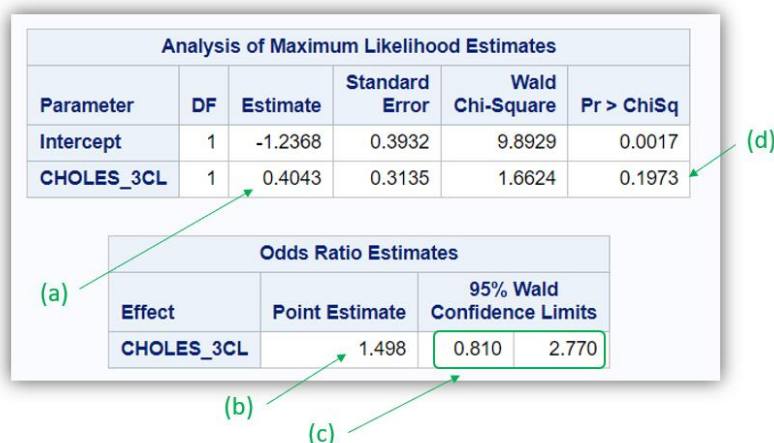 Analysis of Maximum Likelihood Estimates
Parameter DF Estimate Standard Error Wald Chi-Square Pr > ChiSq
Intercept 1 -1.2368 0.3932 9.8929 0.0017
CHOLES_3CL 1 0.4043 0.3135 1.6624 0.1973
(d)
Odds Ratio Estimates
Effect Point Estimate 95% Wald Confidence Limits
CHOLES_3CL 1.498 0.810 2.770
(a)
(b)
(c)